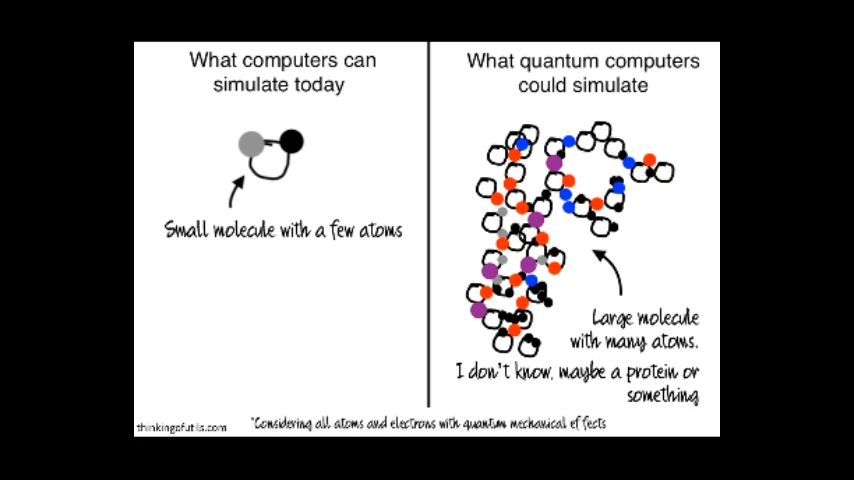 What computers can
simulate today
Small molecule with a few atoms
What quantum computers
could simulate
Large molecule
with many atoms.
I don't know, maybe a protein or
something
*Considering all atoms and electrons with quantum mechanical effects
thinkingofutils.com